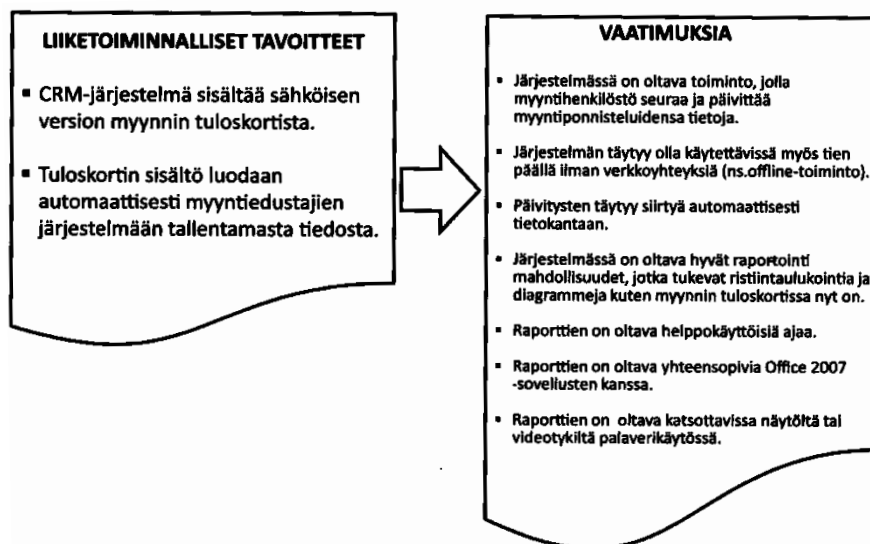 LIIKETOIMINNALLISET TAVOITTEET
▪ CRM-järjestelmä sisältää sähköisen
version myynnin tuloskortista.
▪ Tuloskortin sisältö luodaan
automaattisesti myyntiedustajien
järjestelmään tallentamasta tiedosta.
VAATIMUKSIA
▪ Järjestelmässä on oltava toiminto, jolla
myyntihenkilöstö seuraa ja päivittää
myyntiponnisteluidensa tietoja.
▪ Järjestelmän täytyy olla käytettävissä myös tien
päällä ilman verkkoyhteyksiä (ns.offline-toiminto).
▪ Päivitysten täytyy siirtyä automaattisesti
tietokantaan.
▪ Järjestelmässä on oltava hyvät raportointi
mahdollisuudet, jotka tukevat ristiintaulukointia ja
diagrammeja kuten myynnin tuloskortissa nyt on.
▪ Raporttien on oltava helppokäyttöisiä ajaa.
▪ Raporttien on oltava yhteensopivia Office 2007
-sovellusten kanssa.
▪ Raporttien on oltava katsottavissa näytöltä tai
videotykiltä palaverikäytössä.